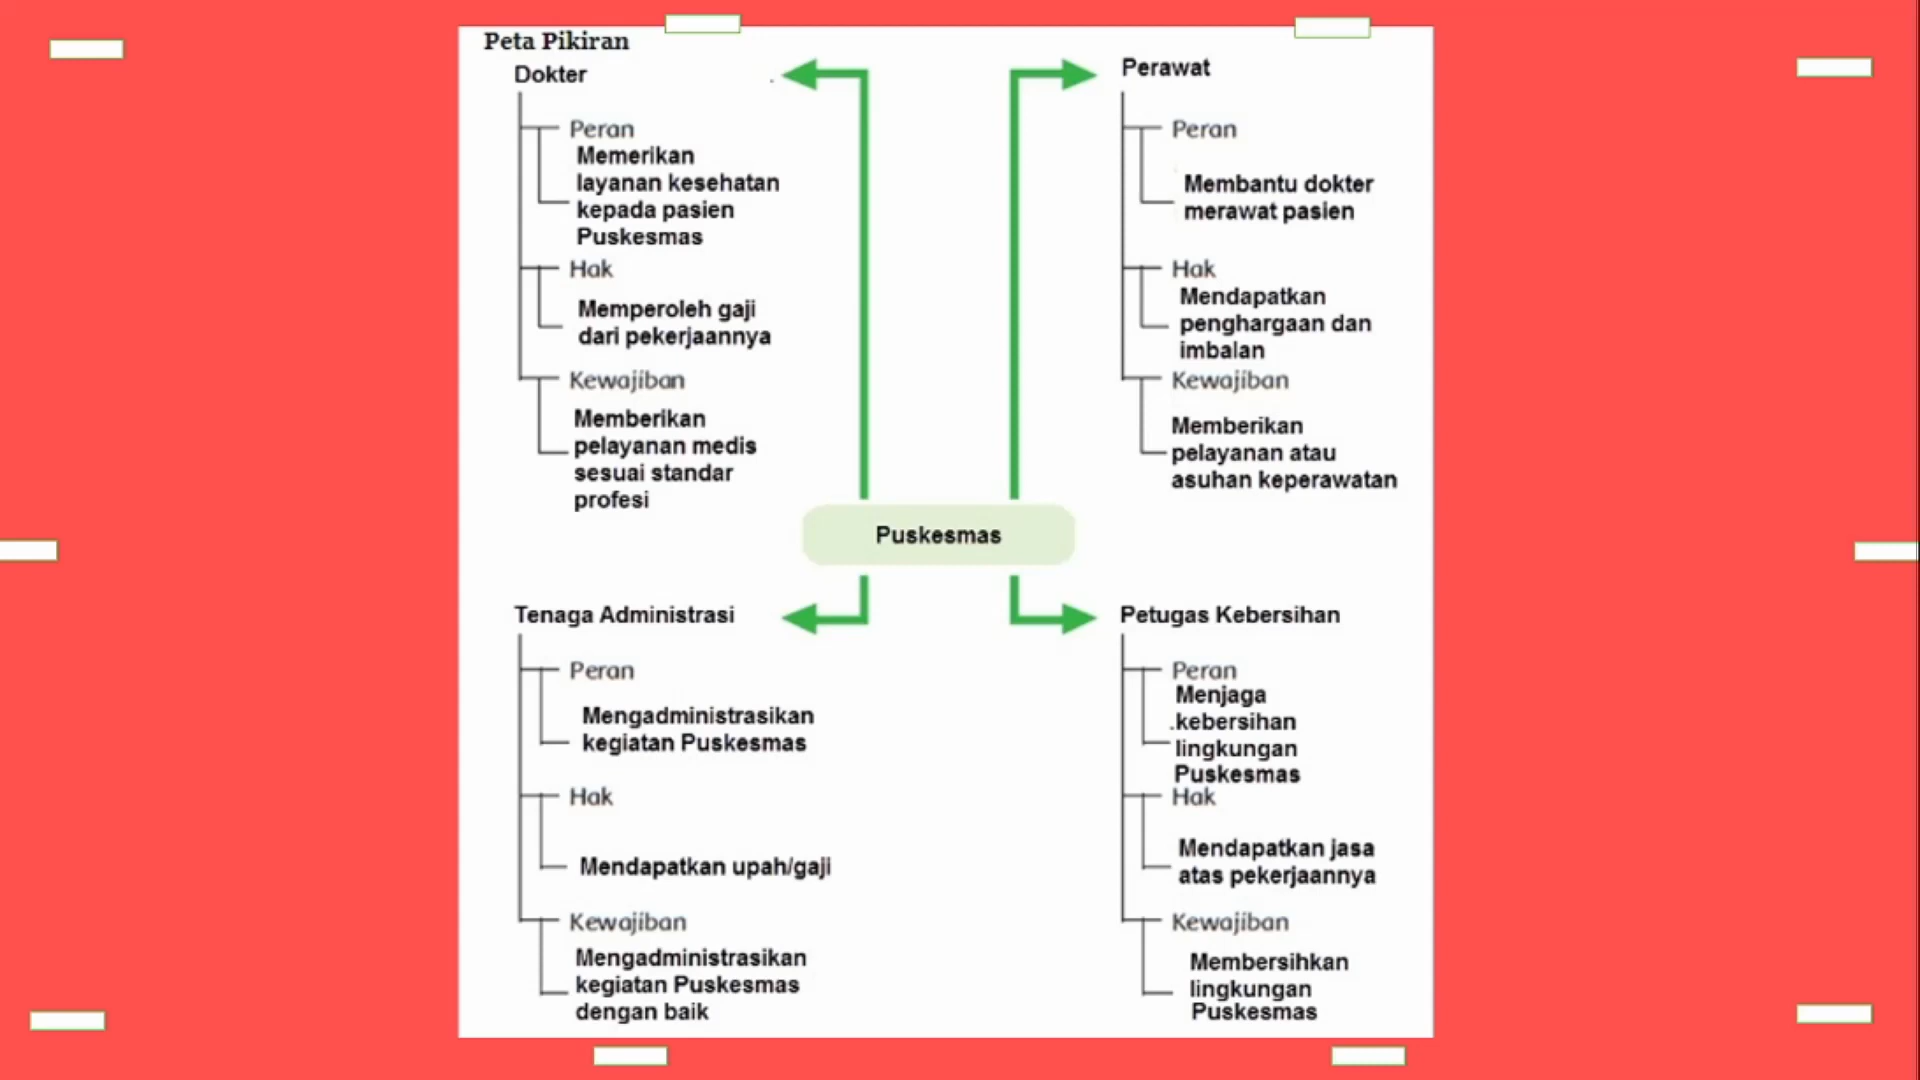 Peta Pikiran
Dokter
Peran
Memerikan
layanan kesehatan
kepada pasien
Puskesmas
Hak
Memperoleh gaji
dari pekerjaannya
Kewajiban
Memberikan
pelayanan medis
sesuai standar
profesi
Perawat
Peran
Membantu dokter
merawat pasien
Hak
Mendapatkan
penghargaan dan
imbalan
Kewajiban
Memberikan
pelayanan atau
asuhan keperawatan
Puskesmas
Tenaga Administrasi
Peran
Mengadministrasikan
kegiatan Puskesmas
Hak
Mendapatkan upah/gaji
Kewajiban
Mengadministrasikan
kegiatan Puskesmas
dengan baik
Petugas Kebersihan
Peran
Menjaga
kebersihan
lingkungan
Puskesmas
Hak
Mendapatkan jasa
atas pekerjaannya
Kewajiban
Membersihkan
lingkungan
Puskesmas